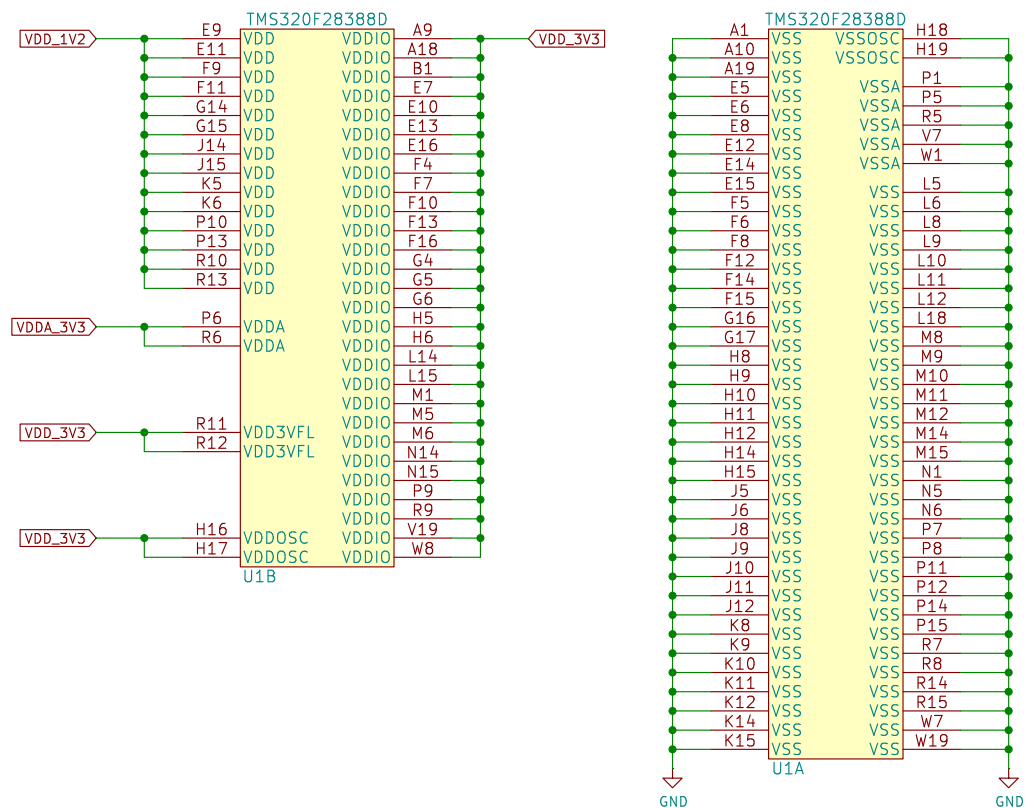 TMS320F28388D
VDD_1V2 E9 VDD VDDIO A9 VDD_3V3
E11 VDD VDDIO A18
F9 VDD VDDIO B1
F11 VDD VDDIO E7
G14 VDD VDDIO E10
G15 VDD VDDIO E13
J14 VDD VDDIO E16
J15 VDD VDDIO F4
K5 VDD VDDIO F7
K6 VDD VDDIO F10
P10 VDD VDDIO F13
P13 VDD VDDIO F16
R10 VDD VDDIO G4
R13 VDD VDDIO G5
VDDIO G6
VDDA_3V3 P6 VDDA VDDIO H5
R6 VDDA VDDIO H6
VDDIO L14
VDDIO L15
VDDIO M1
VDDIO M5
VDD_3V3 R11 VDD3VFL
VDDIO M6
R12 VDD3VFL
VDDIO N14
VDDIO N15
VDDIO P9
VDDIO R9
VDD_3V3 H16 VDDOSC VDDIO V19
H17 VDDOSC VDDIO W8
U1B
TMS320F28388D
A1 VSS VSSOSC H18
A10 VSS VSSOSC H19
A19 VSS
VSSA P1
E5 VSS
VSSA P5
E6 VSS
VSSA R5
E8 VSS
VSSA V7
E12 VSS
VSSA W1
E14 VSS
E15 VSS VSS L5
F5 VSS VSS L6
F6 VSS VSS L8
F8 VSS VSS L9
F12 VSS VSS L10
F14 VSS VSS L11
F15 VSS VSS L12
G16 VSS VSS L18
G17 VSS VSS M8
H8 VSS VSS M9
H9 VSS VSS M10
H10 VSS VSS M11
H11 VSS VSS M12
H12 VSS VSS M14
H14 VSS VSS M15
H15 VSS VSS N1
J5 VSS VSS N5
J6 VSS VSS N6
J8 VSS VSS P7
J9 VSS VSS P8
J10 VSS VSS P11
J11 VSS VSS P12
J12 VSS VSS P14
K8 VSS VSS P15
K9 VSS VSS R7
K10 VSS VSS R8
K11 VSS VSS R14
K12 VSS VSS R15
K14 VSS VSS W7
K15 VSS VSS W19
U1A
GND GND